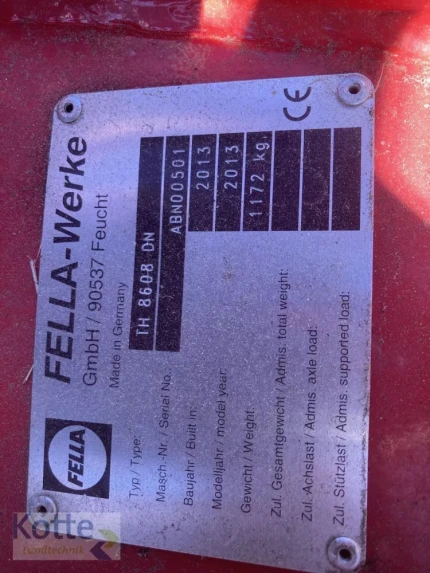 FELLA
FELLA-Werke
GmbH / 90537 Feucht
Made in Germany
CE
Typ / Type: TH 8608 DN
Masch.-Nr / Serial No. ABN00501
Baujahr / Built in: 2013
Modelljahr / model year: 2013
Gewicht / Weight: 1172 kg.
Zul. Gesamtgewicht / Admis. total weight:
Zul. Achslast / Admis. axle load:
Zul. Stützlast / Admis. supported load:
Kotte
Landtechnik